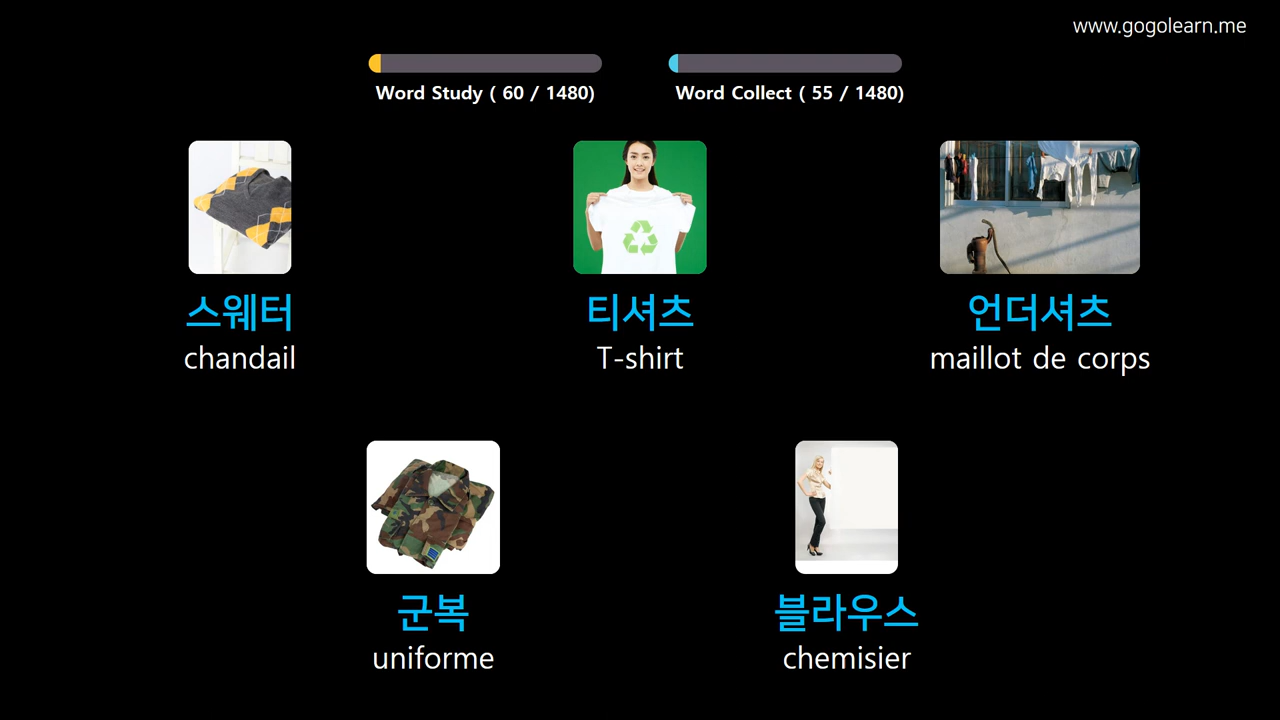 www.gogolearn.me
Word Study ( 60 / 1480)
Word Collect ( 55 / 1480)
스웨터
chandail
티셔츠
T-shirt
언더셔츠
maillot de corps
군복
uniforme
블라우스
chemisier